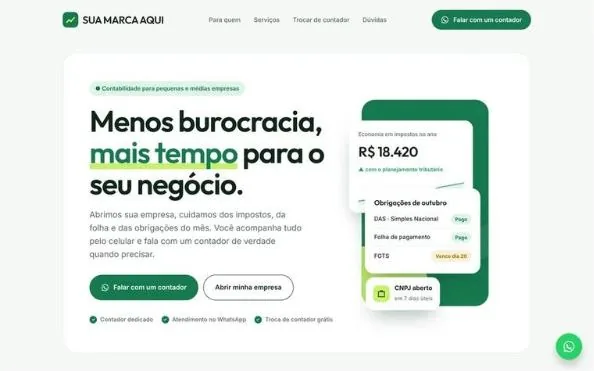 SUA MARCA AQUI
Para quem
Serviços
Trocar de contador
Dúvidas
Falar com um contador
Contabilidade para pequenas e médias empresas
Menos burocracia,
mais tempo para o
seu negócio.
Abrimos sua empresa, cuidamos dos impostos, da
folha e das obrigações do mês. Você acompanha tudo
pelo celular e fala com um contador de verdade
quando precisar.
Falar com um contador
Abrir minha empresa
Contador dedicado
Atendimento no WhatsApp
Troca de contador grátis
Economia em impostos no ano
R$ 18.420
▲ com o planejamento tributário
Obrigações de outubro
DAS · Simples Nacional Pago
Folha de pagamento Pago
FGTS Vence dia 20
CNPJ aberto
em 7 dias úteis